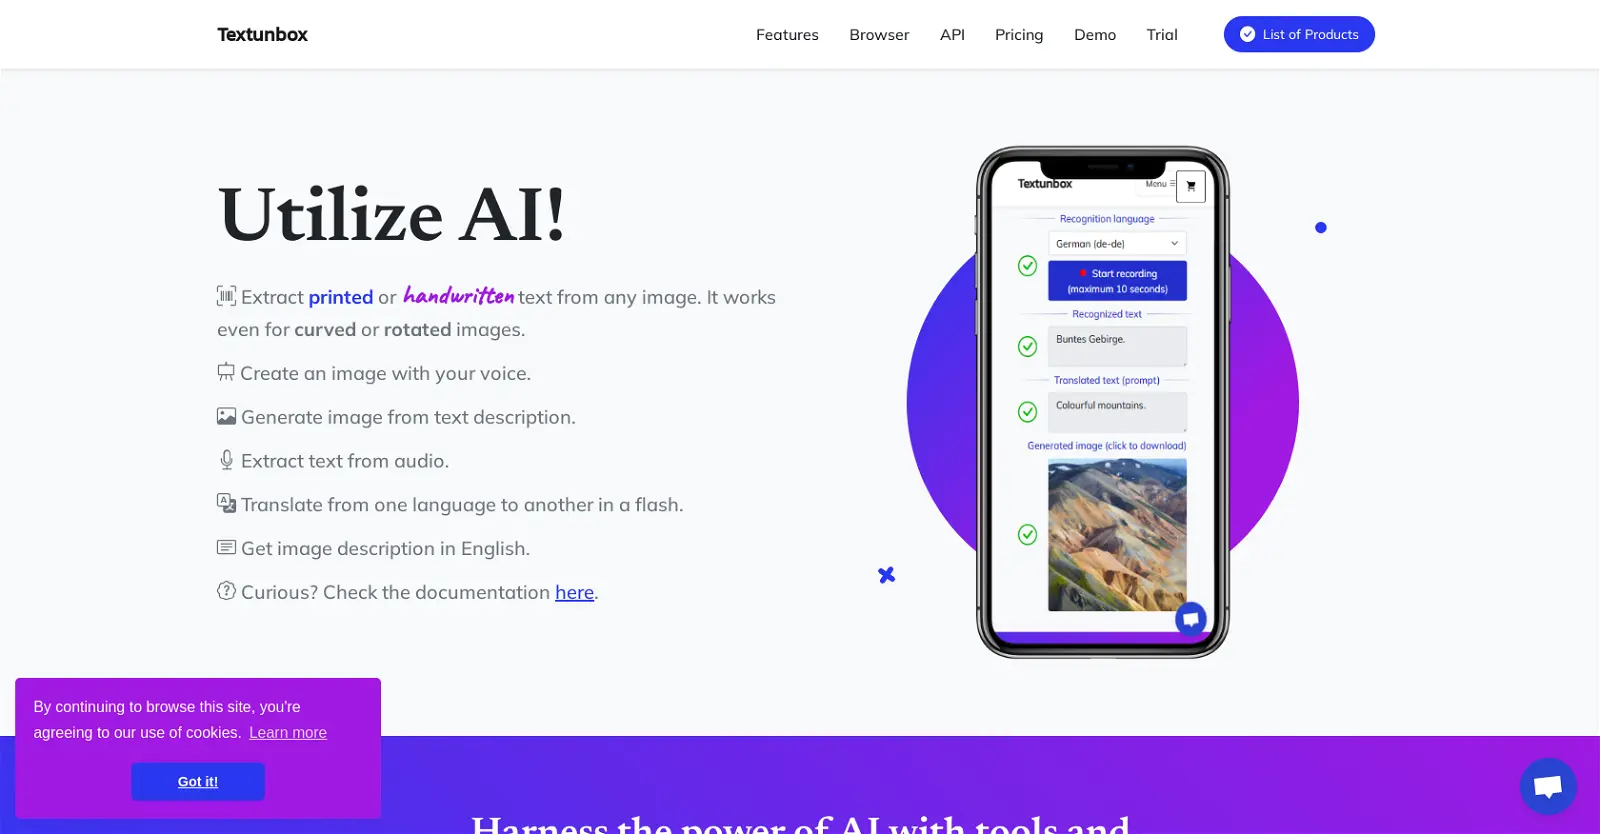 Textunbox
Features
Browser
API
Pricing
Demo
Trial
List of Products
Utilize AI!
Extract printed or handwritten text from any image. It works
even for curved or rotated images.
Create an image with your voice.
Generate image from text description.
Extract text from audio.
Translate from one language to another in a flash.
Get image description in English.
Curious? Check the documentation here.
Textunbox
Menu
Recognition language
German (de-de)
Start recording
(maximum 10 seconds)
Recognized text
Buntes Gebirge.
Translated text (prompt)
Colourful mountains.
Generated image (click to download)
By continuing to browse this site, you're
agreeing to our use of cookies. Learn more
Got it!
Harness the power of AI with tools and